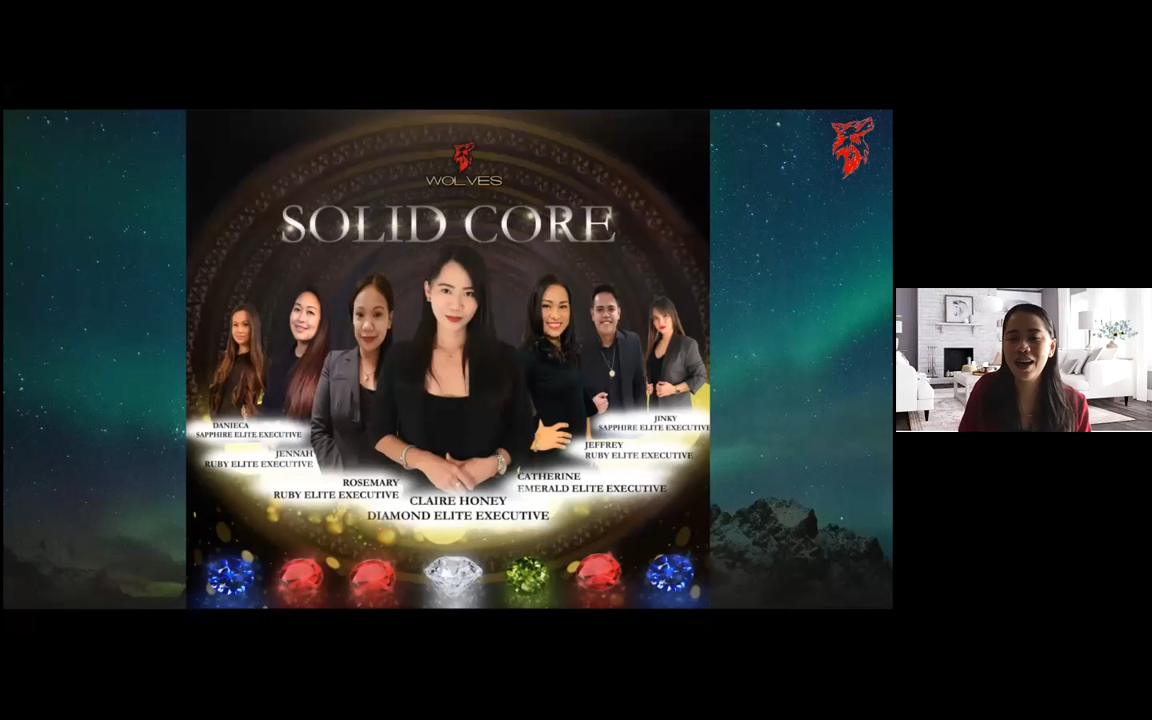 WOLVES
SOLID CORE
DANIECA
SAPPHIRE ELITE EXECUTIVE
JENNAH
RUBY ELITE EXECUTIVE
ROSEMARY
RUBY ELITE EXECUTIVE
CLAIRE HONEY
DIAMOND ELITE EXECUTIVE
CATHERINE
EMERALD ELITE EXECUTIVE
JEFFREY
RUBY ELITE EXECUTIVE
JINKY
SAPPHIRE ELITE EXECUTIVE